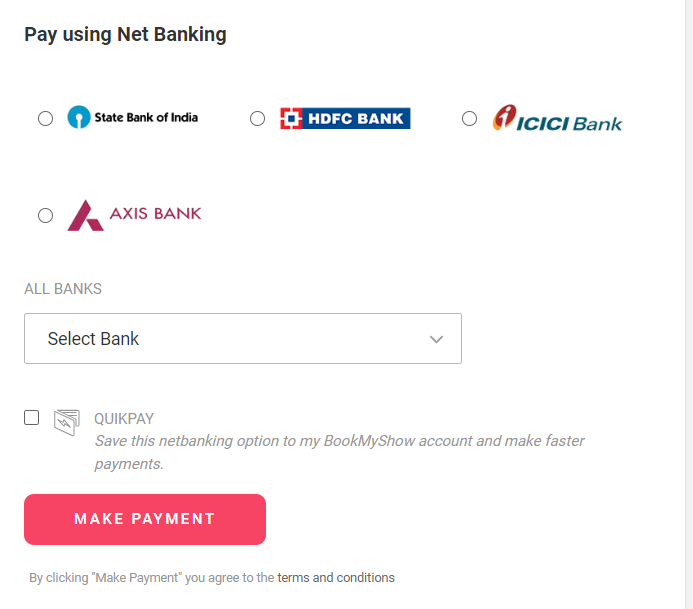 Pay using Net Banking
State Bank of India HDFC BANK ICICI Bank
AXIS BANK
ALL BANKS
Select Bank
QUIKPAY
Save this netbanking option to my BookMyShow account and make faster
payments.
MAKE PAYMENT
By clicking "Make Payment" you agree to the terms and conditions